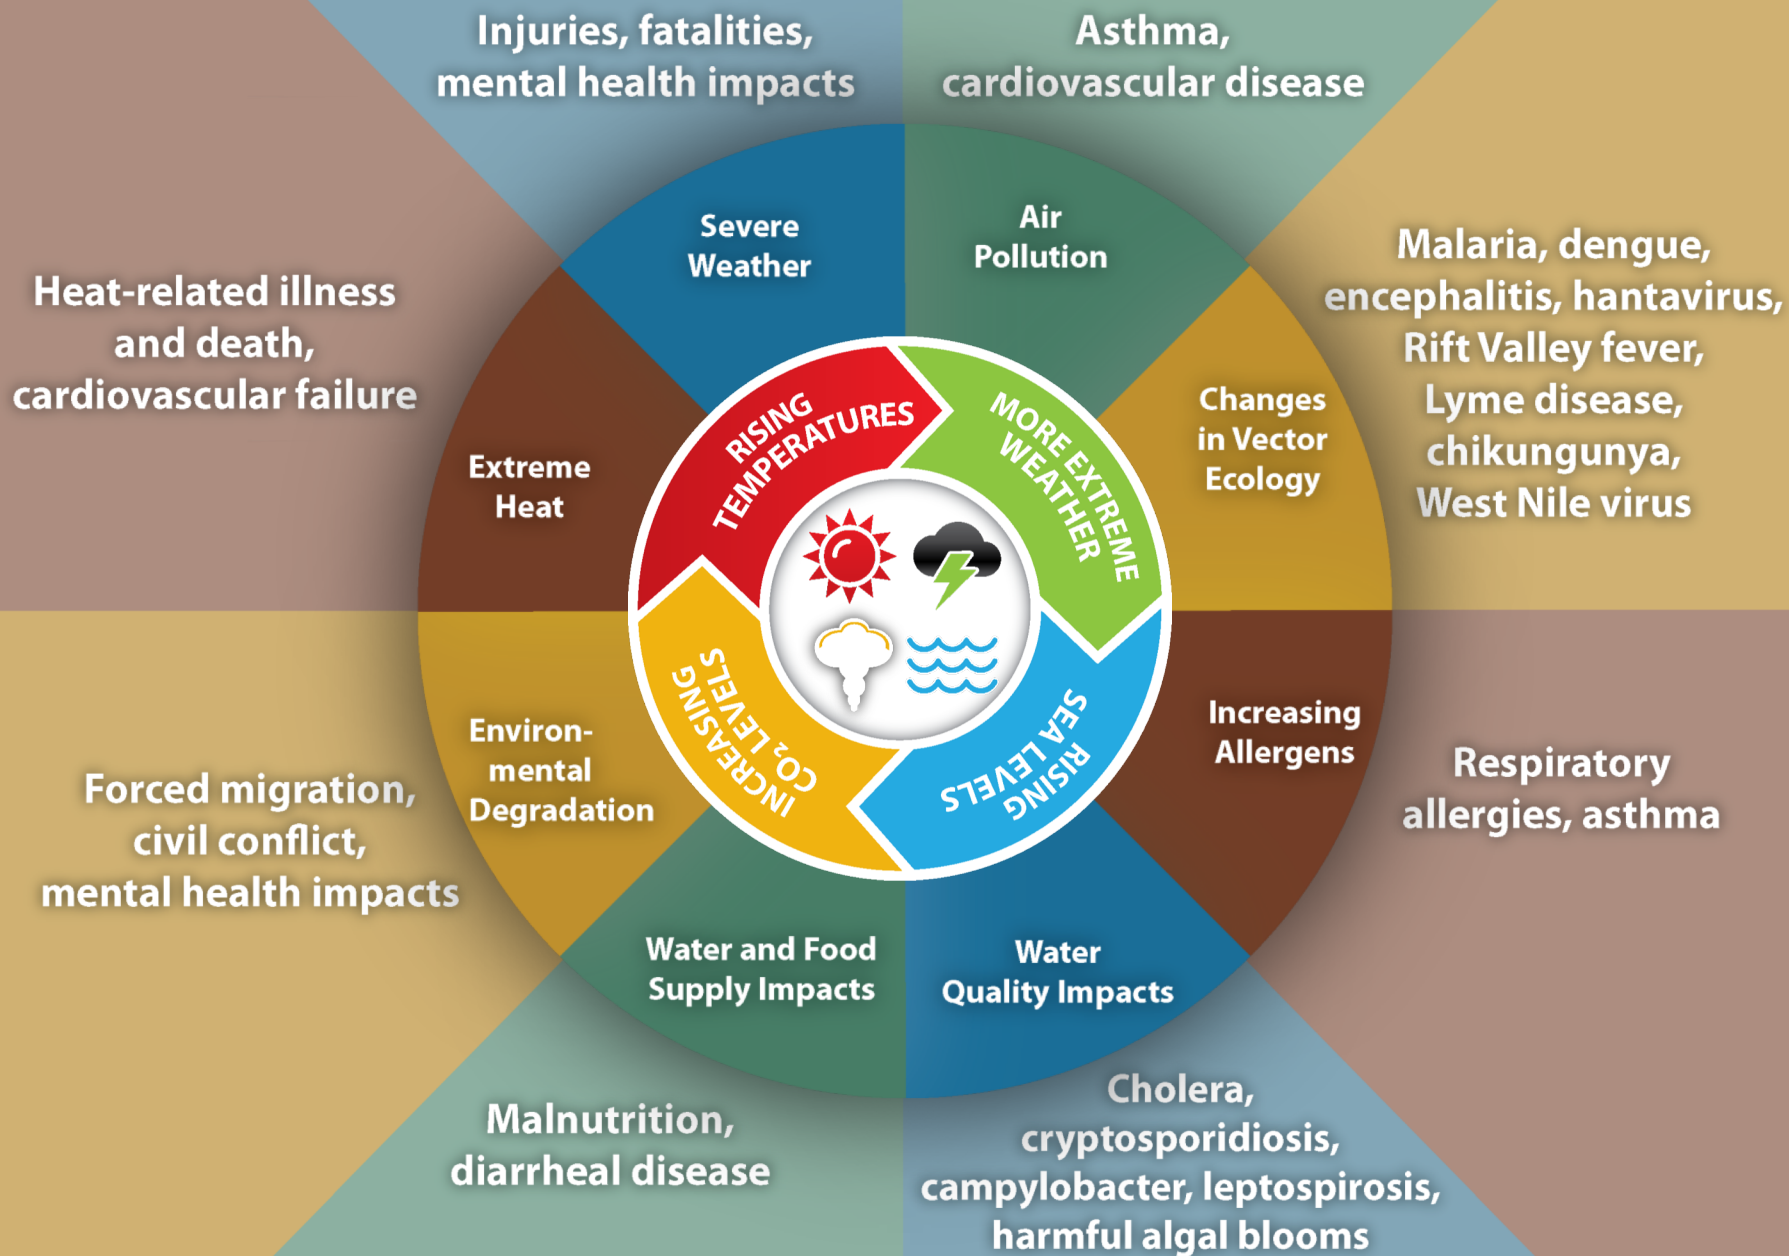 Injuries, fatalities,
mental health impacts
Asthma,
cardiovascular disease
Severe
Weather
Air
Pollution
Malaria, dengue,
encephalitis, hantavirus,
Rift Valley fever,
Lyme disease,
chikungunya,
West Nile virus
Heat-related illness
and death,
cardiovascular failure
Extreme
Heat
Changes
in Vector
Ecology
RISING
TEMPERATURES
MORE EXTREME
WEATHER
INCREASING
CO₂ LEVELS
RISING
SEA LEVELS
Environ-
mental
Degradation
Increasing
Allergens
Forced migration,
civil conflict,
mental health impacts
Respiratory
allergies, asthma
Water and Food
Supply Impacts
Water
Quality Impacts
Malnutrition,
diarrheal disease
Cholera,
cryptosporidiosis,
campylobacter, leptospirosis,
harmful algal blooms